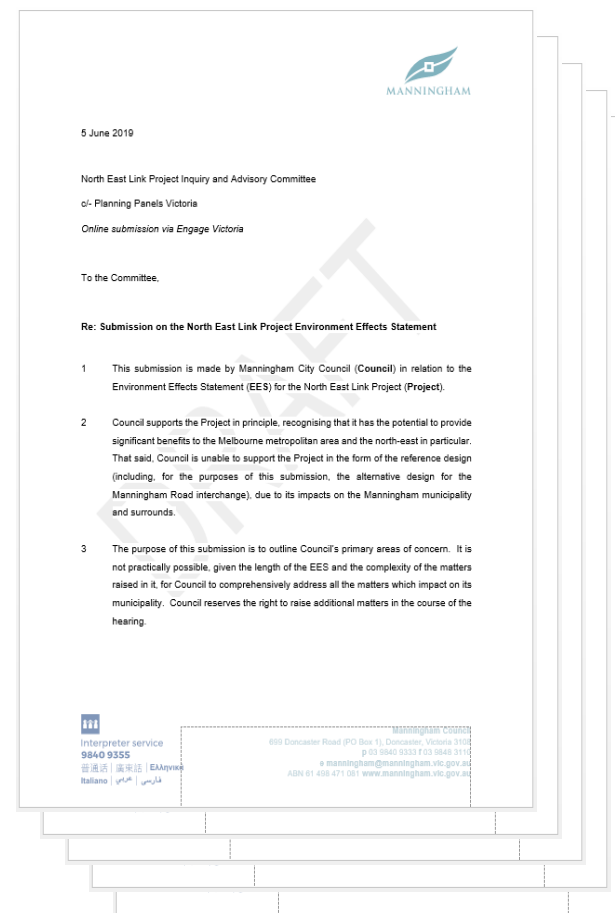 MANNINGHAM
5 June 2019
North East Link Project Inquiry and Advisory Committee
c/- Planning Panels Victoria
Online submission via Engage Victoria
To the Committee,
Re: Submission on the North East Link Project Environment Effects Statement
1 This submission is made by Manningham City Council (Council) in relation to the
Environment Effects Statement (EES) for the North East Link Project (Project).
2 Council supports the Project in principle, recognising that it has the potential to provide
significant benefits to the Melbourne metropolitan area and the north-east in particular.
That said, Council is unable to support the Project in the form of the reference design
(including, for the purposes of this submission, the alternative design for the
Manningham Road interchange), due to its impacts on the Manningham municipality
and surrounds.
3 The purpose of this submission is to outline Council's primary areas of concern. It is
not practically possible, given the length of the EES and the complexity of the matters
raised in it, for Council to comprehensively address all the matters which impact on its
municipality. Council reserves the right to raise additional matters in the course of the
hearing.
DRAFT
Interpreter service
9840 9355
普通话 | 廣東話 | Ελληνικά
Italiano | عربي | فارسی
Manningham Council
699 Doncaster Road (PO Box 1), Doncaster, Victoria 3108
p 03 9840 9333 f 03 9848 3110
e manningham@manningham.vic.gov.au
ABN 61 498 471 081 www.manningham.vic.gov.au